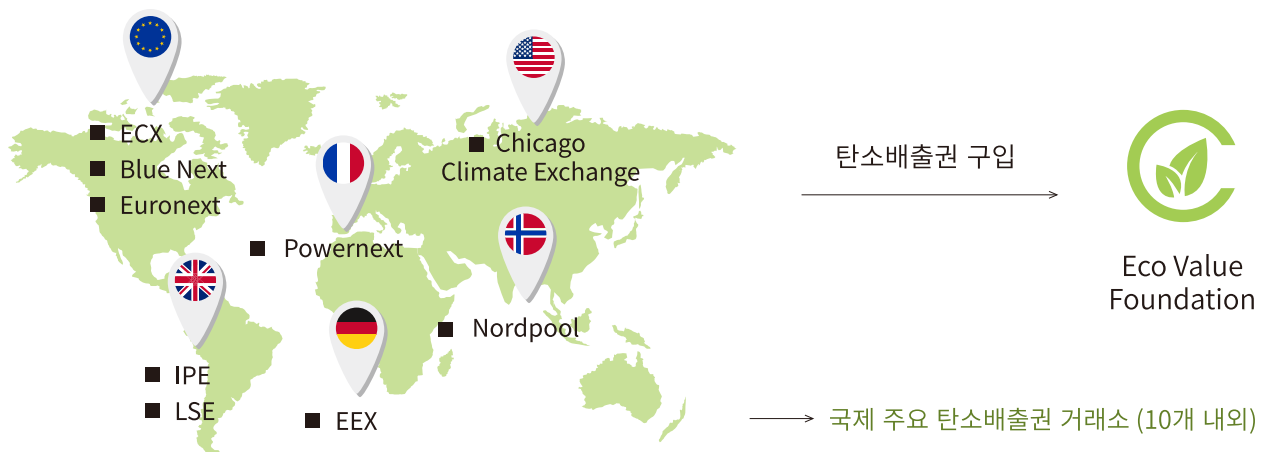 ECX
Blue Next
Euronext
Chicago
Climate Exchange
Powernext
IPE
LSE
Nordpool
EEX
탄소배출권 구입
Eco Value
Foundation
국제 주요 탄소배출권 거래소 (10개 내외)